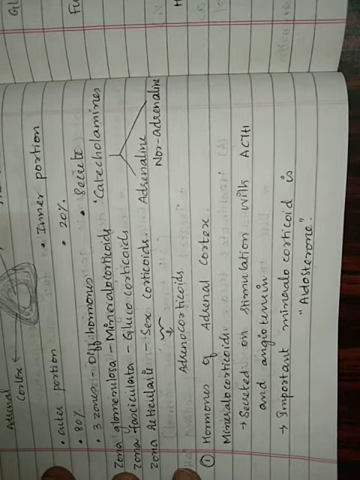 Adrenal
Cortex
• outer portion
• 80%
• 3 zones - Diff hormones
Zona glomerulosa - Mineralocorticoids
Zona fasciculata - Gluco corticoids
Zona Reticularis - Sex corticoids.
Adrenocorticoids
• Inner portion
• 20%
• Secrete
"Catecholamines
Adrenaline
Nor-adrenaline
① Hormones of Adrenal Cortex.
Mineralocorticoids:
→ Secreted on stimulation with ACTH
and angiotensin
→ Important mineralo corticoid is
"Aldosterone".